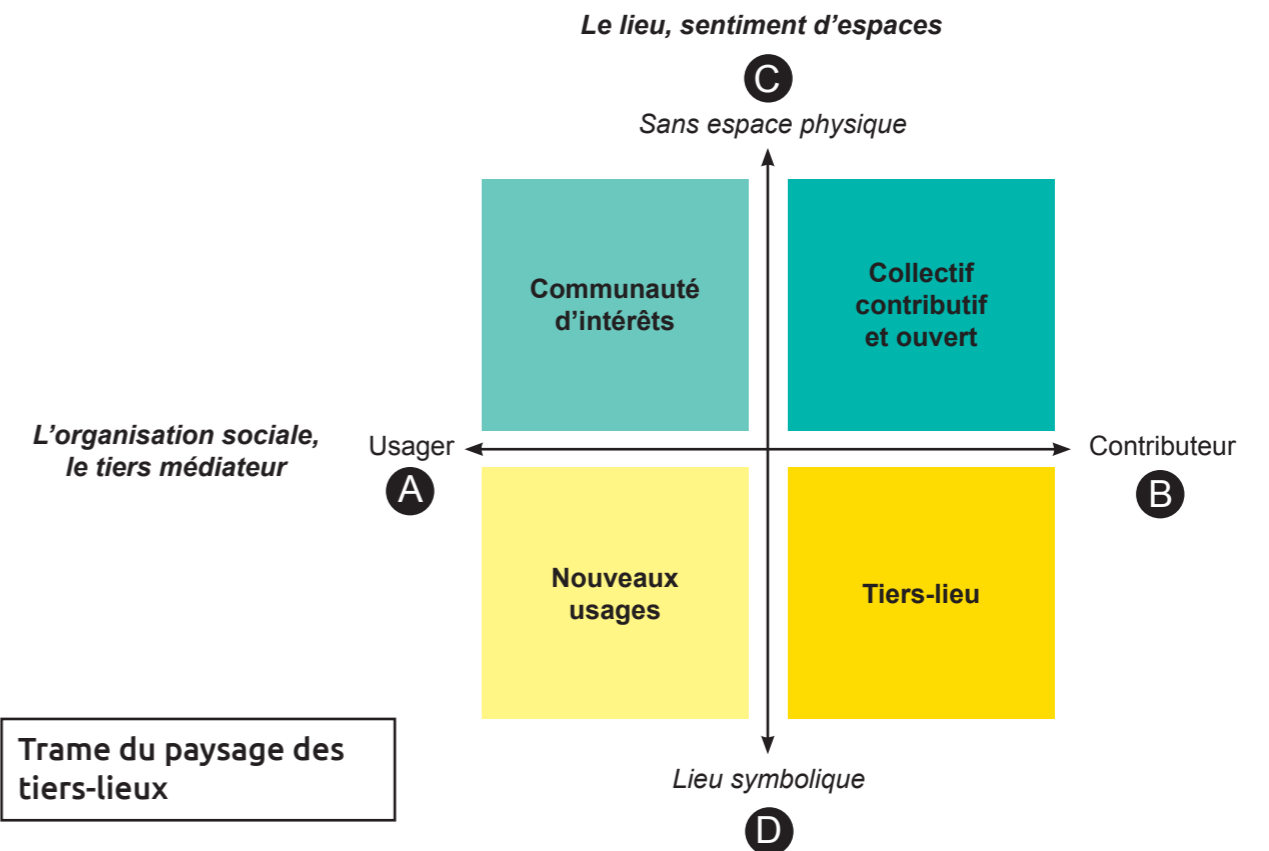 Le lieu, sentiment d’espaces
C
Sans espace physique
Communauté
d’intérêts
Collectif
contributif
et ouvert
L’organisation sociale,
le tiers médiateur
Usager
A
Contributeur
B
Nouveaux
usages
Tiers-lieu
Trame du paysage des
tiers-lieux
Lieu symbolique
D